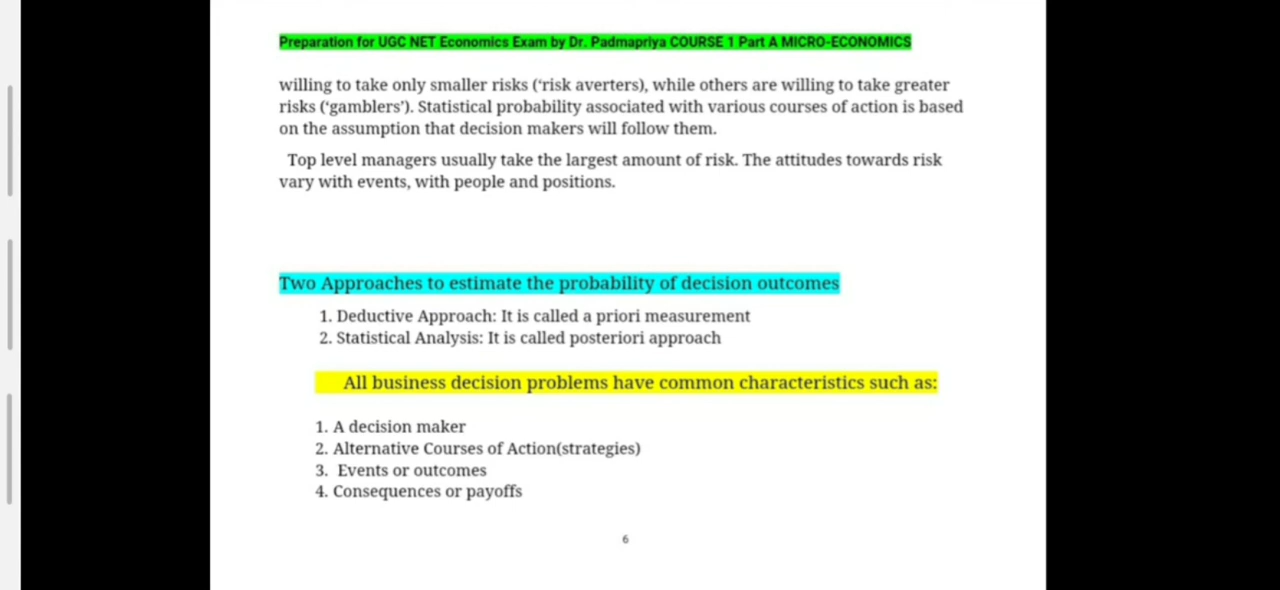 Preparation for UGC NET Economics Exam by Dr. Padmapriya COURSE 1 Part A MICRO-ECONOMICS
willing to take only smaller risks (‘risk averters), while others are willing to take greater
risks (‘gamblers’). Statistical probability associated with various courses of action is based
on the assumption that decision makers will follow them.
Top level managers usually take the largest amount of risk. The attitudes towards risk
vary with events, with people and positions.
Two Approaches to estimate the probability of decision outcomes
1. Deductive Approach: It is called a priori measurement
2. Statistical Analysis: It is called posteriori approach
All business decision problems have common characteristics such as:
1. A decision maker
2. Alternative Courses of Action(strategies)
3. Events or outcomes
4. Consequences or payoffs
6